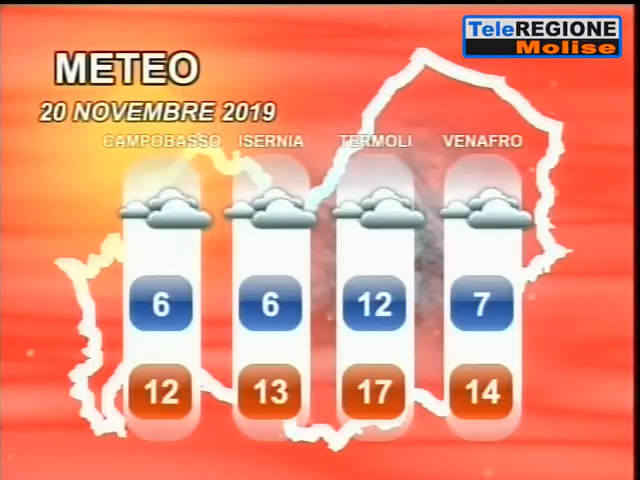 TeleREGIONE
Molise
METEO
20 NOVEMBRE 2019
CAMPOBASSO ISERNIA TERMOLI VENAFRO
6 6 12 7
12 13 17 14